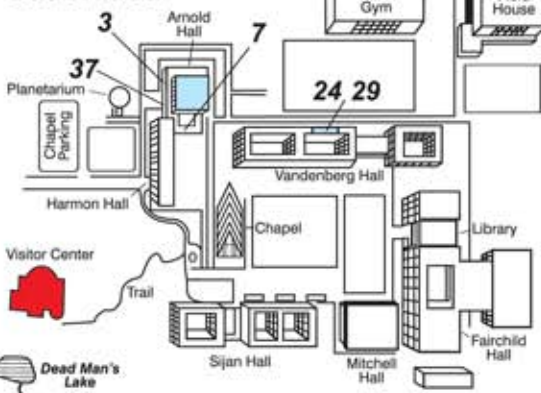 Gym
House
Arnold
Hall
3
7
37
Planetarium
Chapel
Parking
24 29
Vandenberg Hall
Harmon Hall
Chapel
Library
Visitor Center
Trail
Sijan Hall
Mitchell
Hall
Fairchild
Hall
Dead Man's
Lake